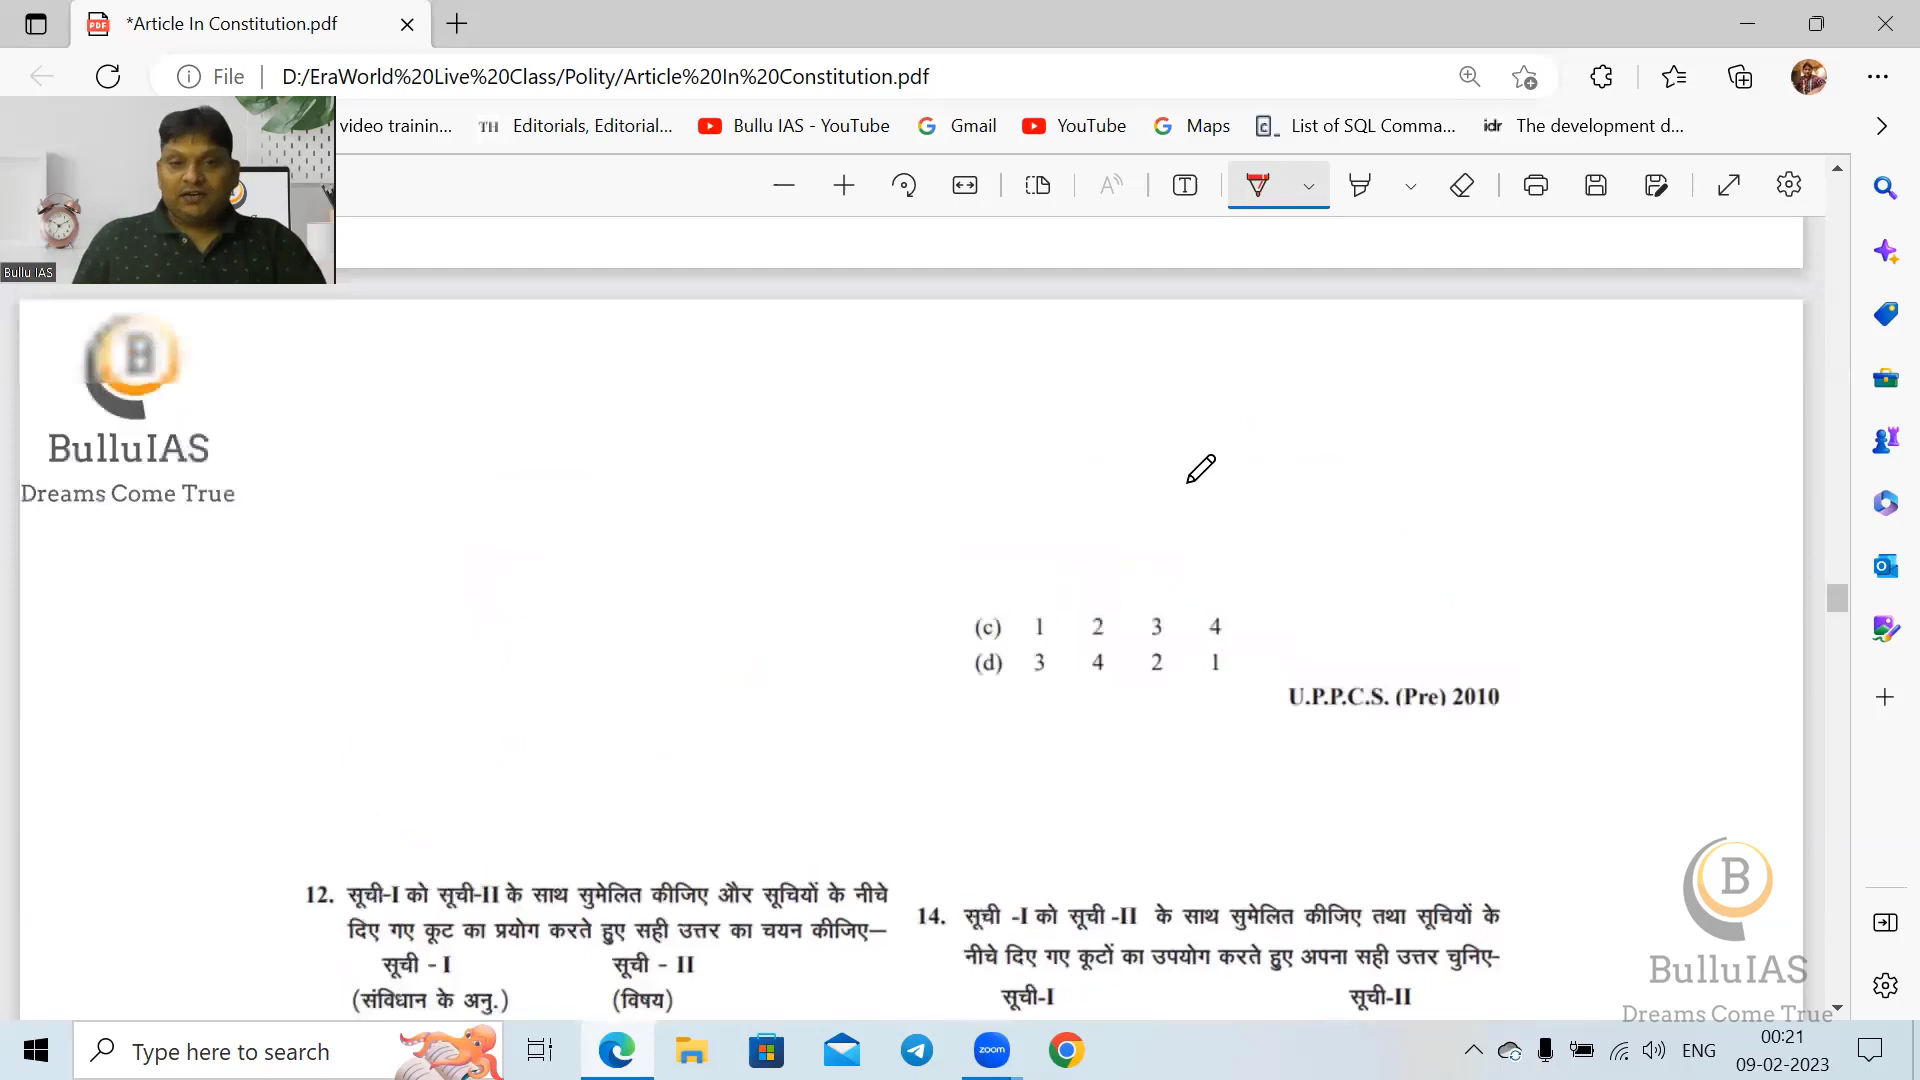 *Article In Constitution.pdf
File
D:/EraWorld%20Live%20Class/Polity/Article%20In%20Constitution.pdf
video trainin...
TH Editorials, Editorial...
Bullu IAS - YouTube
Gmail
YouTube
Maps
List of SQL Comma...
idr The development d...
Bullu IAS
B
BulluIAS
Dreams Come True
(c) 1 2 3 4
(d) 3 4 2 1
U.P.P.C.S. (Pre) 2010
12. सूची-I को सूची-II के साथ सुमेलित कीजिए और सूचियों के नीचे
दिए गए कूट का प्रयोग करते हुए सही उत्तर का चयन कीजिए–
सूची - I सूची - II
(संविधान के अनु.) (विषय)
14. सूची -I को सूची -II के साथ सुमेलित कीजिए तथा सूचियों के
नीचे दिए गए कूटों का उपयोग करते हुए अपना सही उत्तर चुनिए-
सूची-I सूची-II
B
BulluIAS
Dreams Come True
Type here to search
zoom
ENG
00:21
09-02-2023